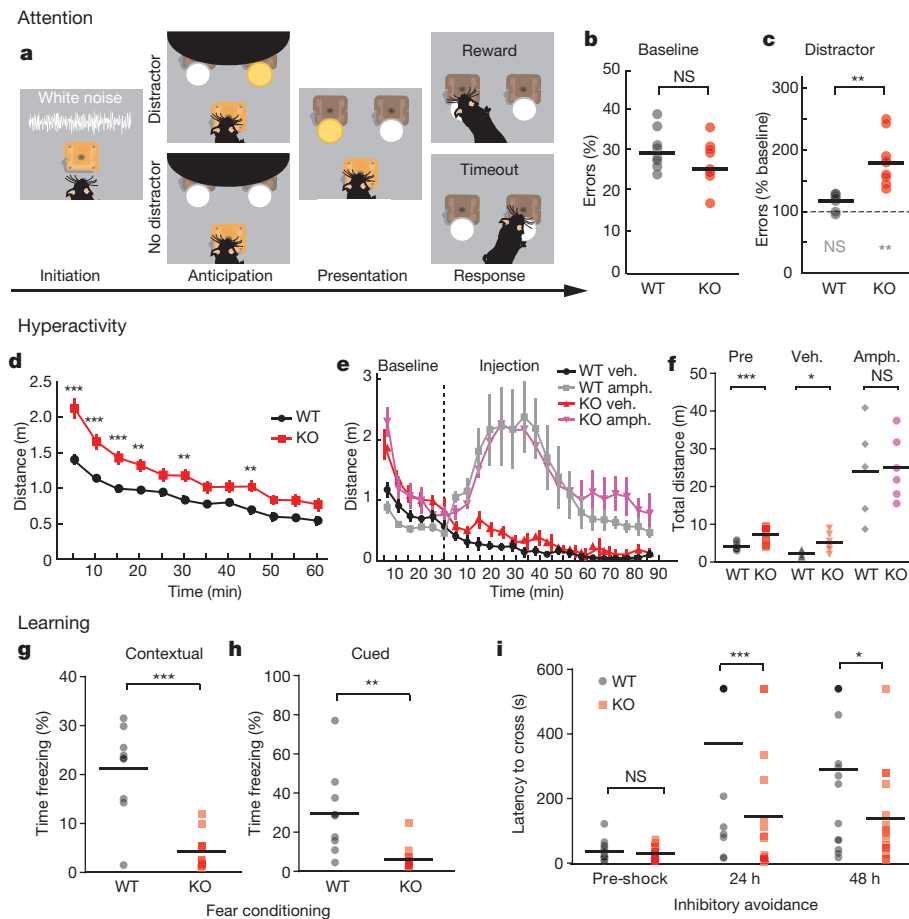 Attention
a
White noise
Distractor
No distractor
Reward
Timeout
Initiation
Anticipation
Presentation
Response
b
Baseline
NS
Errors (%)
50
40
30
20
10
0
WT
KO
c
Distractor
**
Errors (% baseline)
300
200
100
0
NS
**
WT
KO
Hyperactivity
d
2.5
2.0
1.5
1.0
0.5
0
Distance (m)
***
***
***
**
**
**
WT
KO
10 20 30 40 50 60
Time (min)
e
Baseline
Injection
WT veh.
WT amph.
KO veh.
KO amph.
3
2
1
0
Distance (m)
10 20 30 10 20 30 40 50 60 70 80 90
Time (min)
f
Pre Veh. Amph.
*** * NS
50
40
30
20
10
0
Total distance (m)
WT KO WT KO WT KO
Learning
g
Contextual
***
40
30
20
10
0
Time freezing (%)
WT KO
h
Cued
**
100
80
60
40
20
0
Time freezing (%)
WT KO
Fear conditioning
i
WT
KO
600
400
200
0
Latency to cross (s)
NS
***
*
Pre-shock 24 h 48 h
Inhibitory avoidance